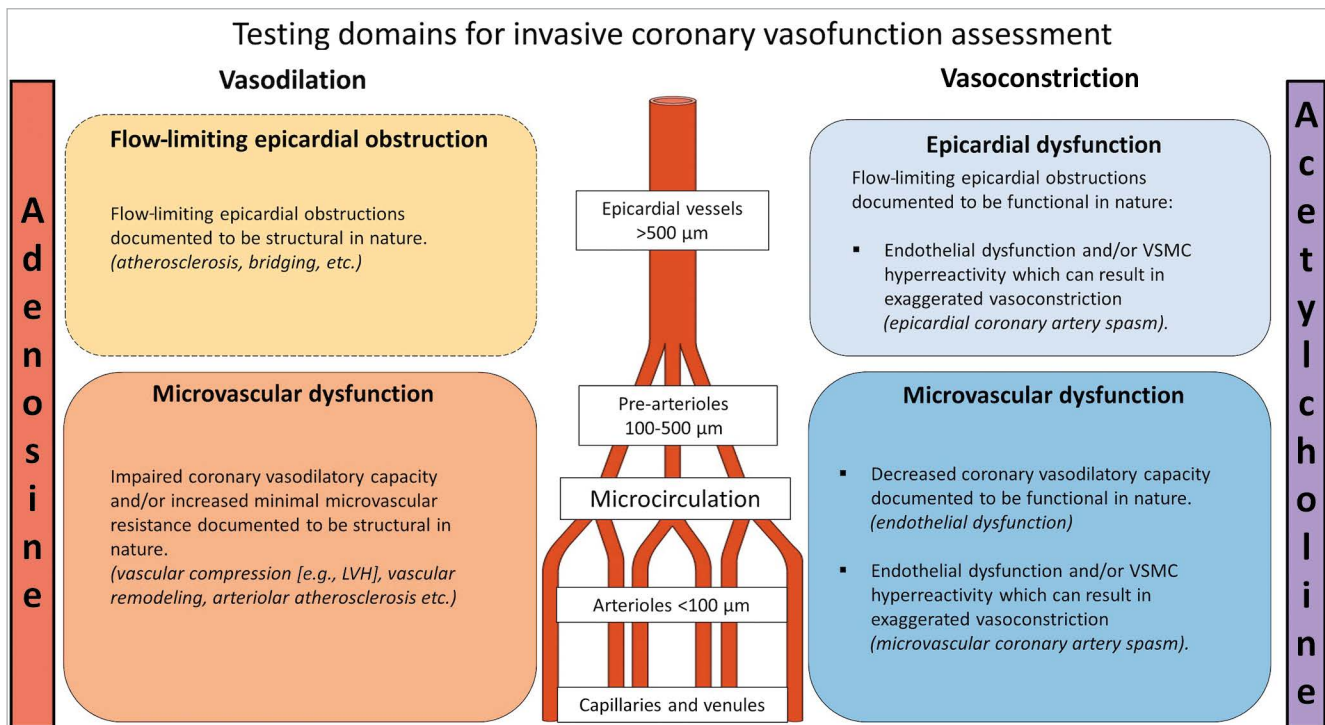 Testing domains for invasive coronary vasofunction assessment
Adenosine
Vasodilation
Flow-limiting epicardial obstruction
Flow-limiting epicardial obstructions
documented to be structural in nature.
(atherosclerosis, bridging, etc.)
Microvascular dysfunction
Impaired coronary vasodilatory capacity
and/or increased minimal microvascular
resistance documented to be structural in
nature.
(vascular compression [e.g., LVH], vascular
remodeling, arteriolar atherosclerosis etc.)
Epicardial vessels
>500 µm
Pre-arterioles
100-500 µm
Microcirculation
Arterioles <100 µm
Capillaries and venules
Vasoconstriction
Epicardial dysfunction
Flow-limiting epicardial obstructions
documented to be functional in nature:
▪ Endothelial dysfunction and/or VSMC
hyperreactivity which can result in
exaggerated vasoconstriction
(epicardial coronary artery spasm).
Microvascular dysfunction
▪ Decreased coronary vasodilatory capacity
documented to be functional in nature.
(endothelial dysfunction)
▪ Endothelial dysfunction and/or VSMC
hyperreactivity which can result in
exaggerated vasoconstriction
(microvascular coronary artery spasm).
Acetylcholine